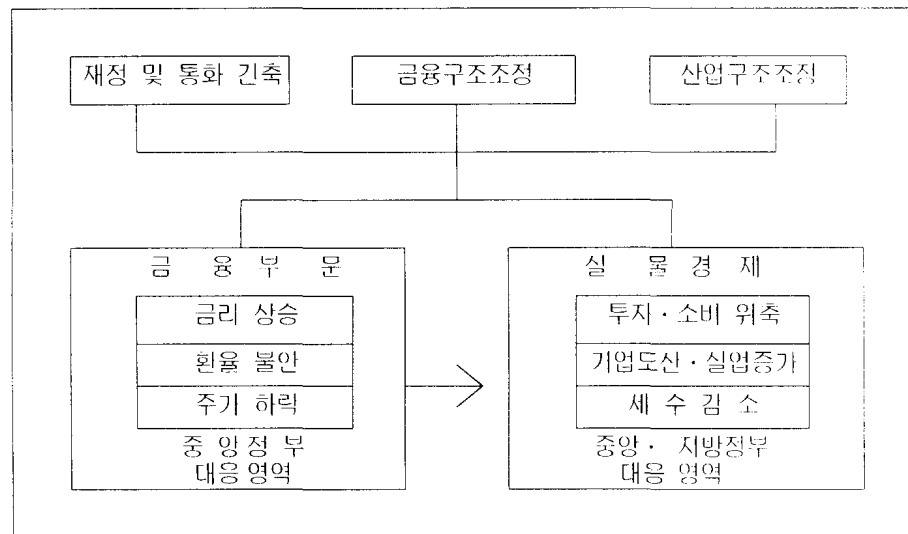 재정 및 통화 긴축
금융구조조정
산업구조조정
금 융 부 문
금리 상승
환율 불안
주가 하락
중 앙 정 부
대응 영역
실 물 경 제
투자·소비 위축
기업도산·실업증가
세 수 감 소
중앙· 지방정부
대응 영역